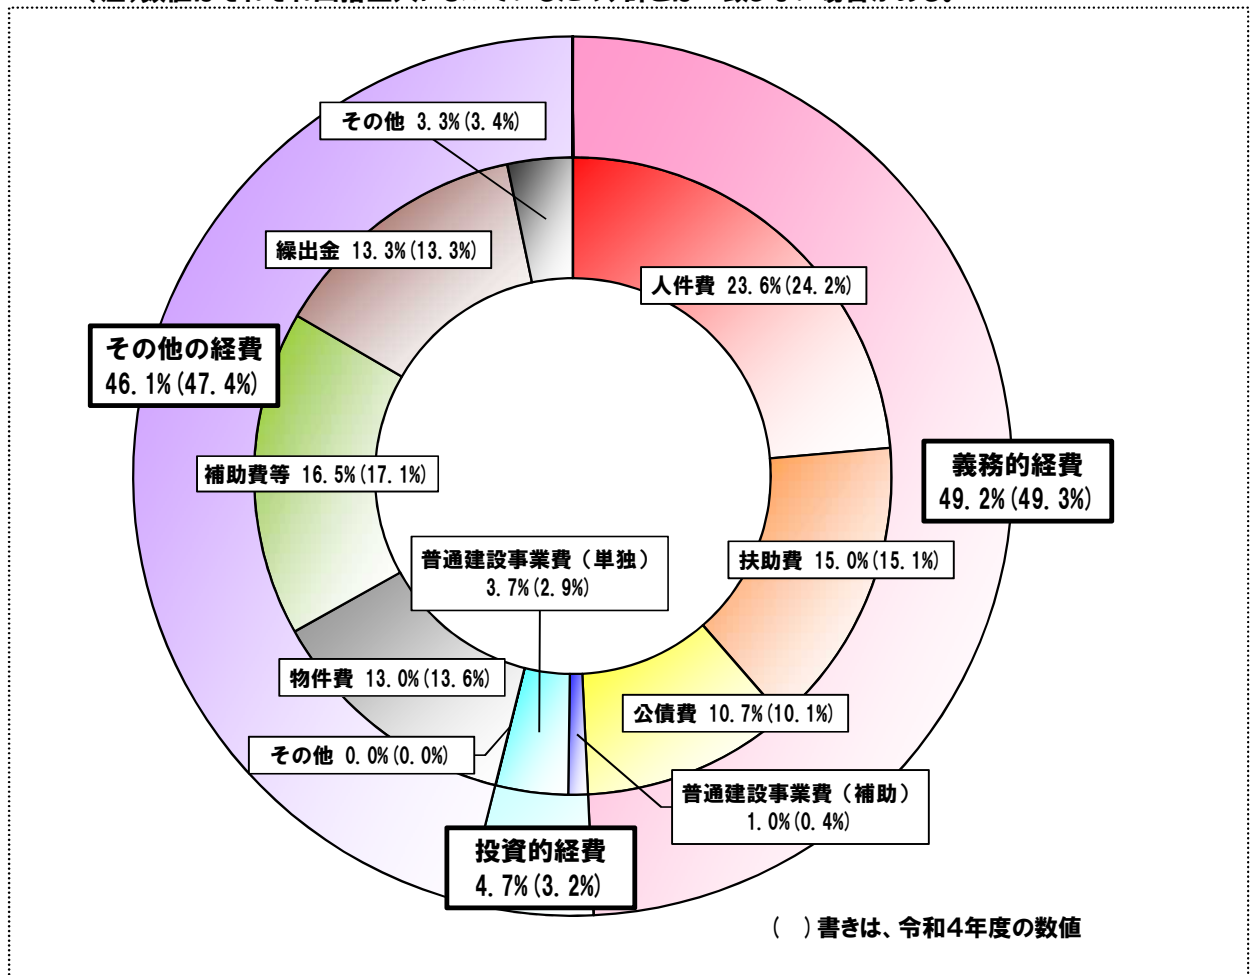 その他 3.3%(3.4%)
繰出金 13.3%(13.3%)
人件費 23.6%(24.2%)
その他の経費
46.1%(47.4%)
補助費等 16.5%(17.1%)
義務的経費
49.2%(49.3%)
普通建設事業費(単独)
3.7%(2.9%)
扶助費 15.0%(15.1%)
物件費 13.0%(13.6%)
公債費 10.7%(10.1%)
その他 0.0%(0.0%)
普通建設事業費(補助)
1.0%(0.4%)
投資的経費
4.7%(3.2%)
( )書きは、令和4年度の数値